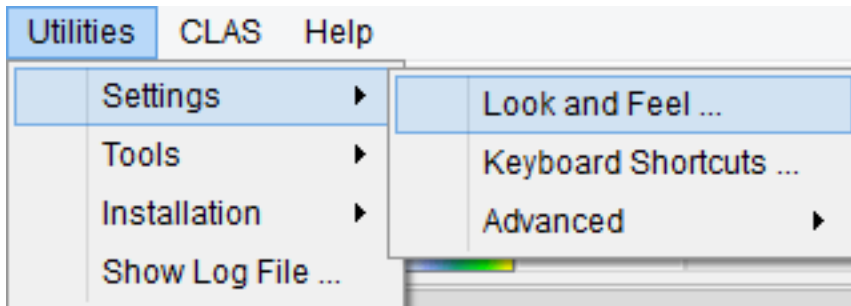 Utilities CLAS Help
Settings
Tools
Installation
Show Log File ...
Look and Feel ...
Keyboard Shortcuts ...
Advanced